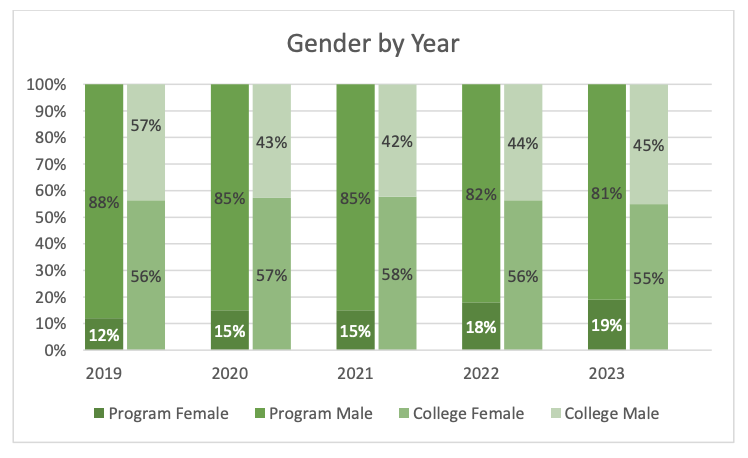 Gender by Year
100%
90%
80%
70%
60%
50%
40%
30%
20%
10%
0%
57% 43% 42% 44% 45%
88% 85% 85% 82% 81%
56% 57% 58% 56% 55%
12% 15% 15% 18% 19%
2019 2020 2021 2022 2023
Program Female Program Male College Female College Male